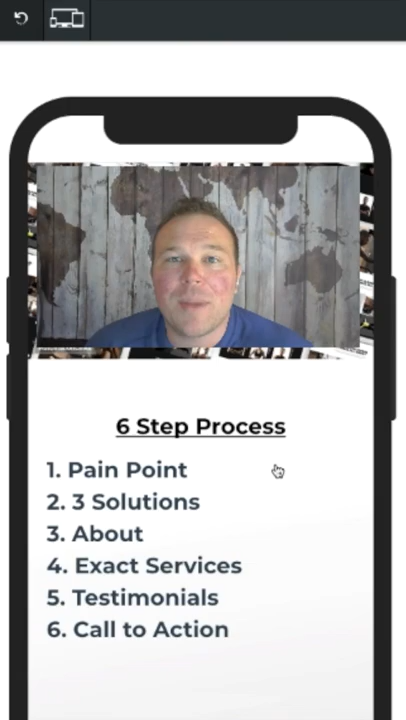 6 Step Process
1. Pain Point
2. 3 Solutions
3. About
4. Exact Services
5. Testimonials
6. Call to Action